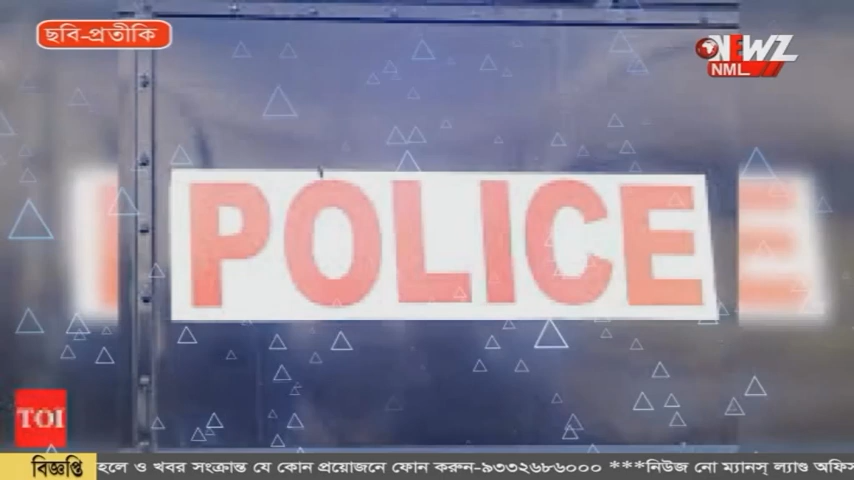 ছবি-প্রতীকি
NEWZ
NML
POLICE
TOI
বিজ্ঞপ্তি
হলে ও খবর সংক্রান্ত যে কোন প্রয়োজনে ফোন করুন-৯৩৩২৬৮৬০০০ ***নিউজ নো ম্যানস্ ল্যাণ্ড অফিস